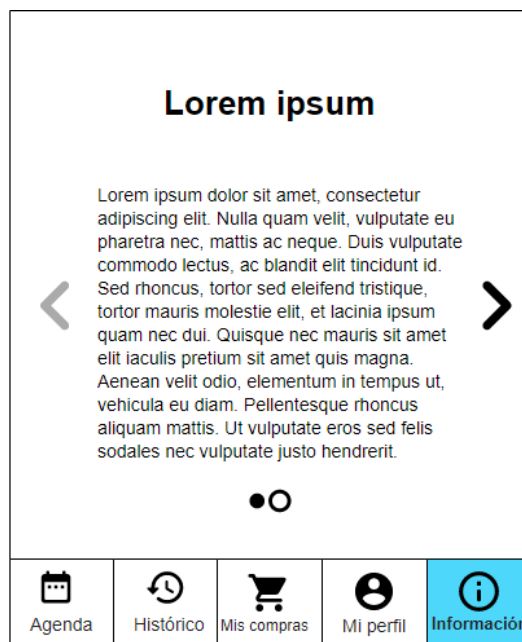 Lorem ipsum
Lorem ipsum dolor sit amet, consectetur
adipiscing elit. Nulla quam velit, vulputate eu
pharetra nec, mattis ac neque. Duis vulputate
commodo lectus, ac blandit elit tincidunt id.
Sed rhoncus, tortor sed eleifend tristique,
tortor mauris molestie elit, et lacinia ipsum
quam nec dui. Quisque nec mauris sit amet
elit iaculis pretium sit amet quis magna.
Aenean velit odio, elementum in tempus ut,
vehicula eu diam. Pellentesque rhoncus
aliquam mattis. Ut vulputate eros sed felis
sodales nec vulputate justo hendrerit.
Agenda Histórico Mis compras Mi perfil Información